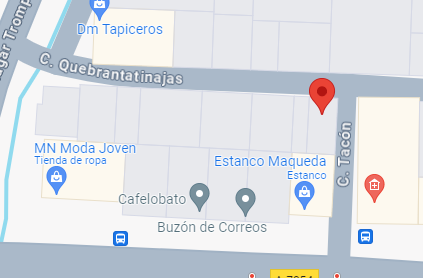 Dm Tapiceros
C. Quebrantatinajas
C. Tacón
MN Moda Joven
Tienda de ropa
Estanco Maqueda
Estanco
Cafelobato
Buzón de Correos